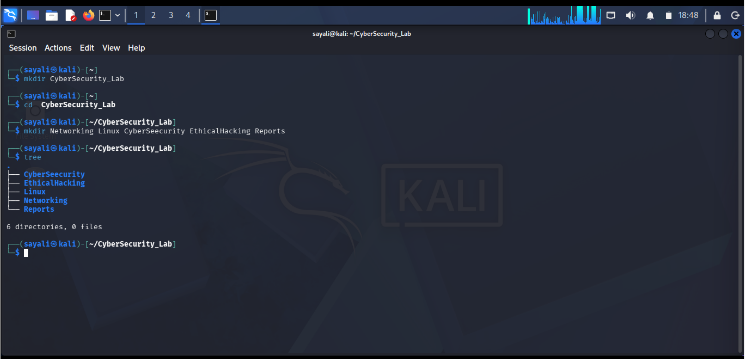 1 2 3 4 18:48
sayali@kali: ~/CyberSecurity_Lab
Session Actions Edit View Help
┌──(sayali㉿kali)-[~]
└─$ mkdir CyberSecurity_Lab
┌──(sayali㉿kali)-[~]
└─$ cd CyberSecurity_Lab
┌──(sayali㉿kali)-[~/CyberSecurity_Lab]
└─$ mkdir Networking Linux CyberSeecurity EthicalHacking Reports
┌──(sayali㉿kali)-[~/CyberSecurity_Lab]
└─$ tree
.
├── CyberSeecurity
├── EthicalHacking
├── Linux
├── Networking
└── Reports
6 directories, 0 files
┌──(sayali㉿kali)-[~/CyberSecurity_Lab]
└─$
KALI